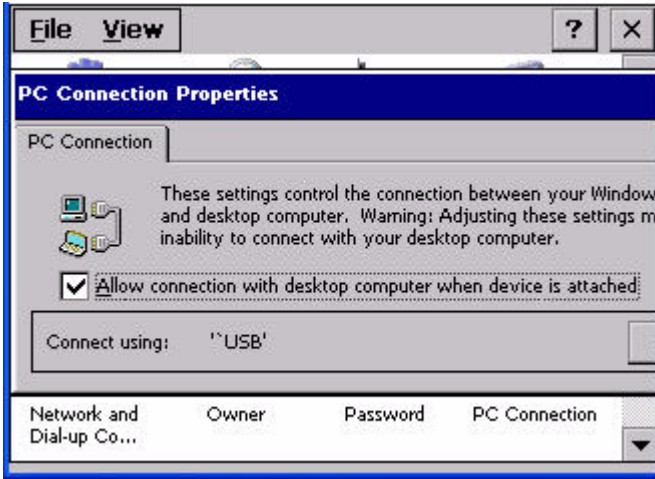 File View ? ×
PC Connection Properties
PC Connection
These settings control the connection between your Window
and desktop computer. Warning: Adjusting these settings m
inability to connect with your desktop computer.
Allow connection with desktop computer when device is attached
Connect using: '`USB'
Network and Owner Password PC Connection
Dial-up Co...